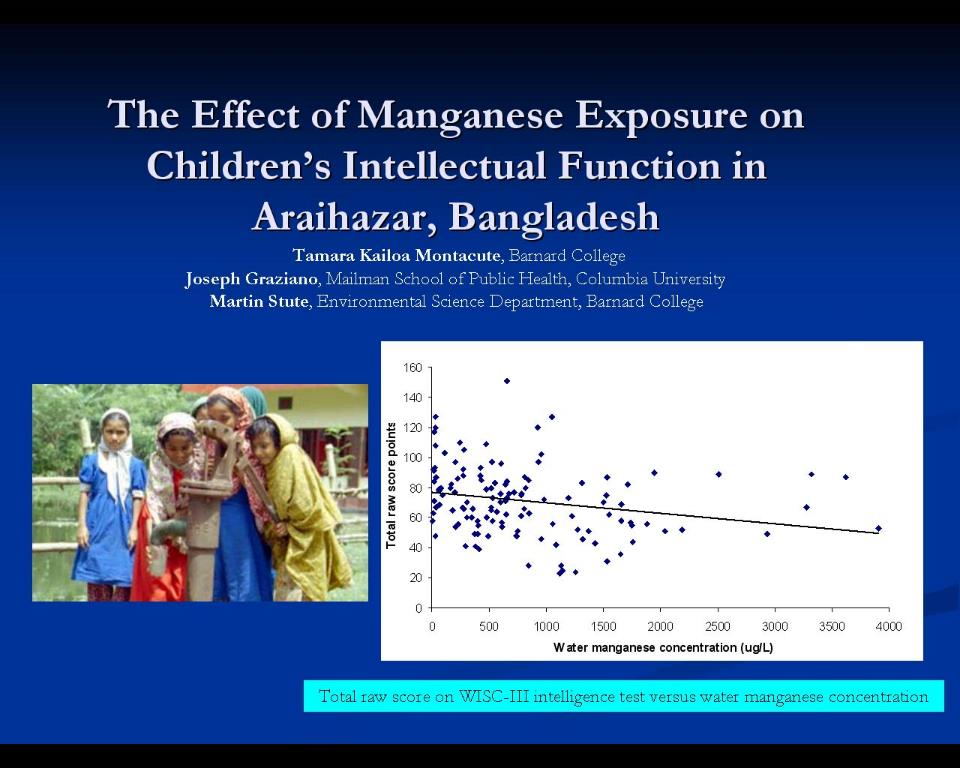 The Effect of Manganese Exposure on
Children's Intellectual Function in
Araihazar, Bangladesh
Tamara Kailoa Montacute, Barnard College
Joseph Graziano, Mailman School of Public Health, Columbia University
Martin Stute, Environmental Science Department, Barnard College
Total raw score points
160
140
120
100
80
60
40
20
0
0 500 1000 1500 2000 2500 3000 3500 4000
Water manganese concentration (ug/L)
Total raw score on WISC-III intelligence test versus water manganese concentration